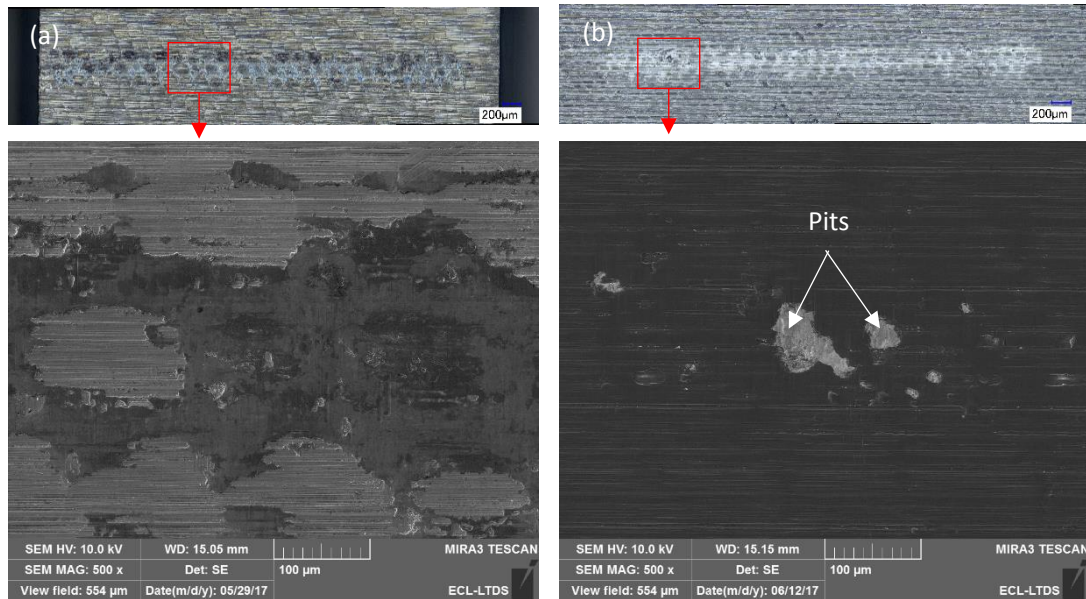 (a)
200μm
(b)
200μm
Pits
SEM HV: 10.0 kV WD: 15.05 mm MIRA3 TESCAN
SEM MAG: 500 x Det: SE 100 μm
View field: 554 μm Date(m/d/y): 05/29/17 ECL-LTDS
SEM HV: 10.0 kV WD: 15.15 mm MIRA3 TESCAN
SEM MAG: 500 x Det: SE 100 μm
View field: 554 μm Date(m/d/y): 06/12/17 ECL-LTDS